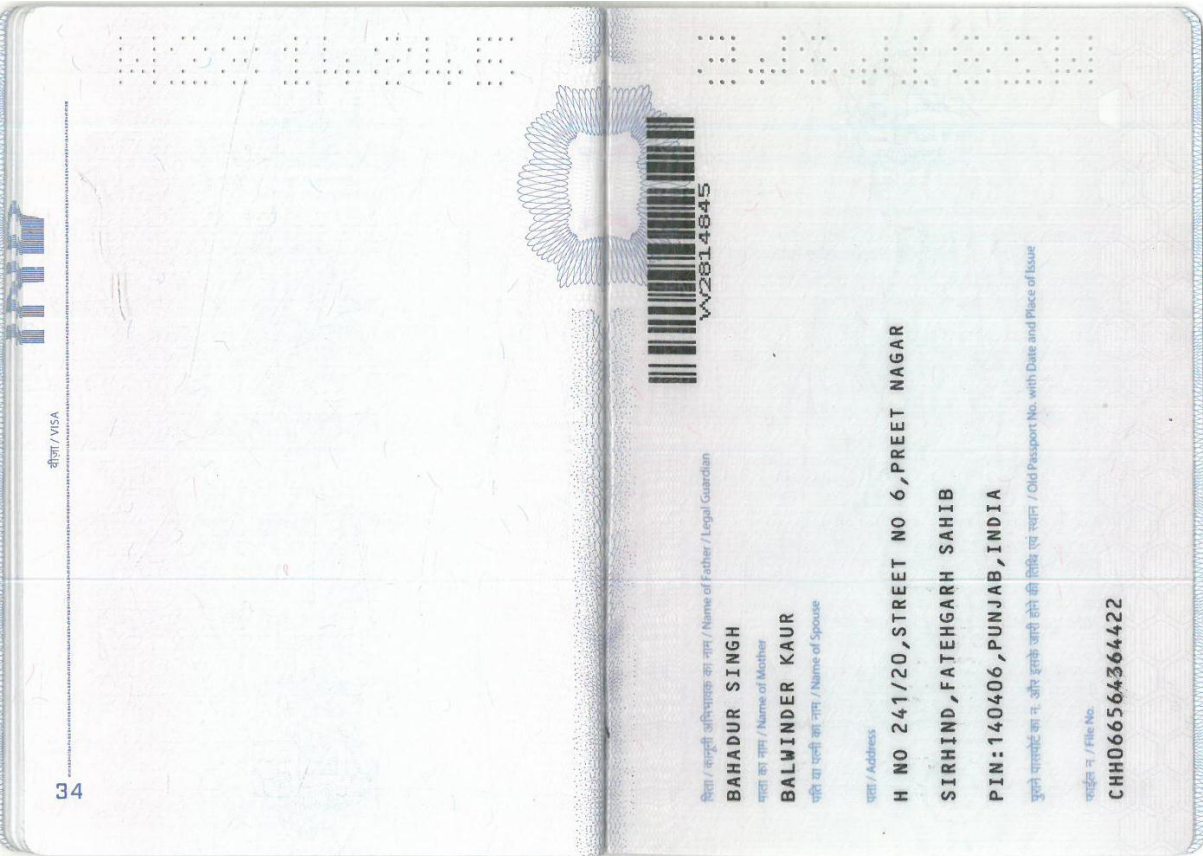 वीज़ा / VISA
34
W2814845
पिता / कानूनी अभिभावक का नाम / Name of Father / Legal Guardian
BAHADUR SINGH
माता का नाम / Name of Mother
BALWINDER KAUR
पति या पत्नी का नाम / Name of Spouse
पता / Address
H NO 241/20,STREET NO 6,PREET NAGAR
SIRHIND,FATEHGARH SAHIB
PIN:140406,PUNJAB,INDIA
पुराने पासपोर्ट का न. और इसके जारी होने की तिथि एवं स्थान / Old Passport No. with Date and Place of Issue
फाईल न. / File No.
CHH066564364422